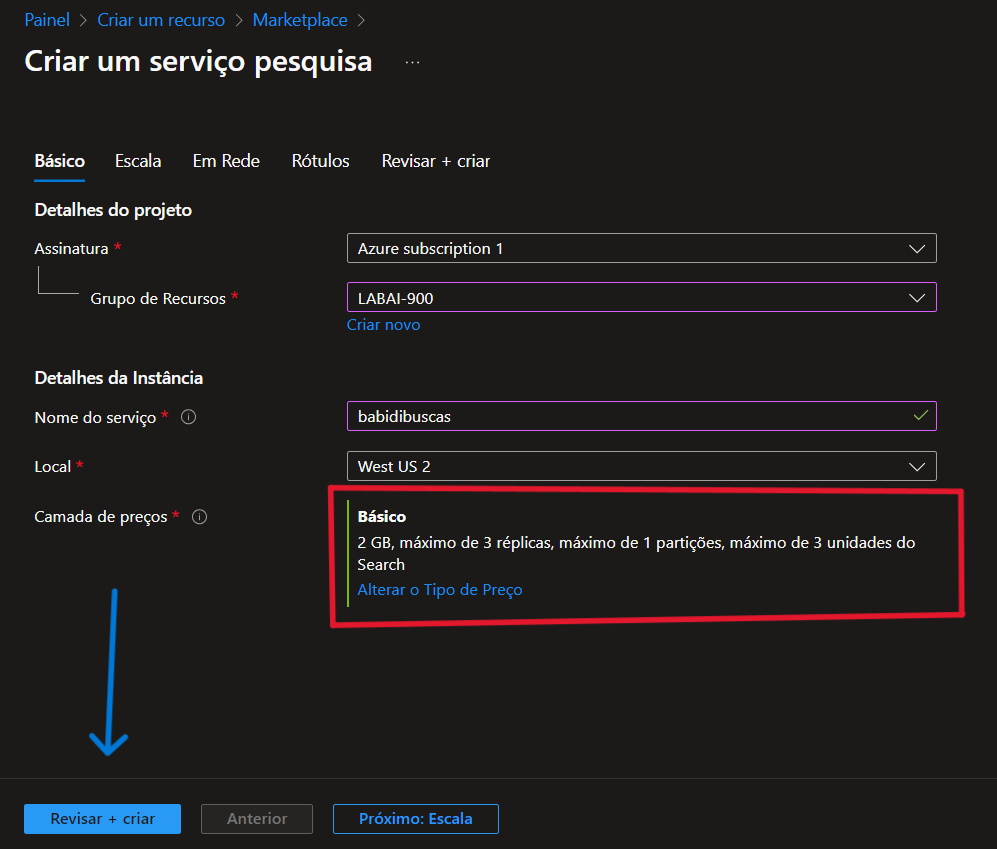 Painel > Criar um recurso > Marketplace >
Criar um serviço pesquisa ...
Básico Escala Em Rede Rótulos Revisar + criar
Detalhes do projeto
Assinatura * Azure subscription 1
Grupo de Recursos * LABAI-900
Criar novo
Detalhes da Instância
Nome do serviço * babidibuscas
Local * West US 2
Camada de preços * Básico
2 GB, máximo de 3 réplicas, máximo de 1 partições, máximo de 3 unidades do
Search
Alterar o Tipo de Preço
Revisar + criar Anterior Próximo: Escala